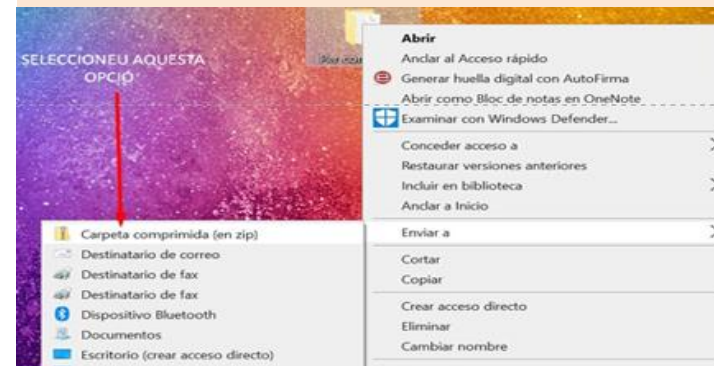 SELECCIONEU AQUESTA
OPCIÓ
Abrir
Anclar al Acceso rápido
Generar huella digital con AutoFirma
Abrir como Bloc de notas en OneNote
Examinar con Windows Defender...
Conceder acceso a
Restaurar versiones anteriores
Incluir en biblioteca
Anclar a Inicio
Enviar a
Cortar
Copiar
Crear acceso directo
Eliminar
Cambiar nombre
Carpeta comprimida (en zip)
Destinatario de correo
Destinatario de fax
Destinatario de fax
Dispositivo Bluetooth
Documentos
Escritorio (crear acceso directo)